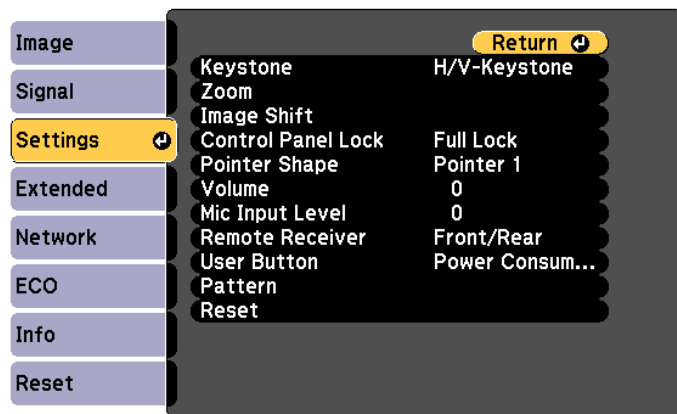 Image
Signal
Settings
Extended
Network
ECO
Info
Reset
Return
Keystone H/V-Keystone
Zoom
Image Shift
Control Panel Lock Full Lock
Pointer Shape Pointer 1
Volume 0
Mic Input Level 0
Remote Receiver Front/Rear
User Button Power Consum...
Pattern
Reset